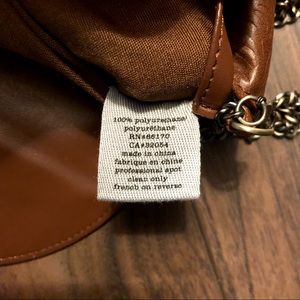 100% polyurethane
polyuréthane
RN#66170
CA#32054
made in china
fabrique en chine
professional spot
clean only
french on reverse